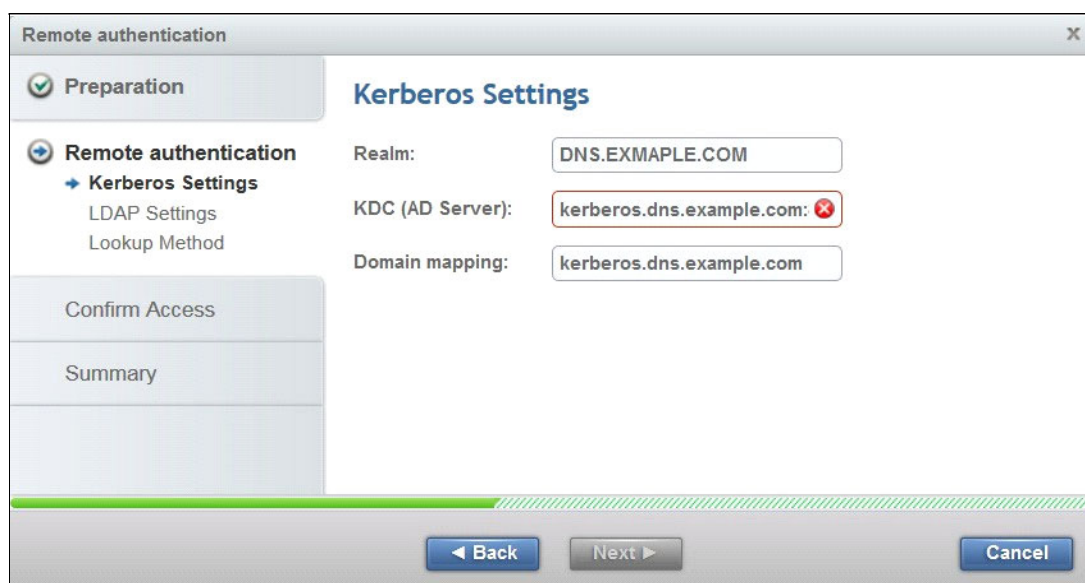 Remote authentication
x
Preparation
Kerberos Settings
Remote authentication
Kerberos Settings
LDAP Settings
Lookup Method
Realm:
DNS.EXMAPLE.COM
KDC (AD Server):
kerberos.dns.example.com:
Domain mapping:
kerberos.dns.example.com
Confirm Access
Summary
Back
Next
Cancel